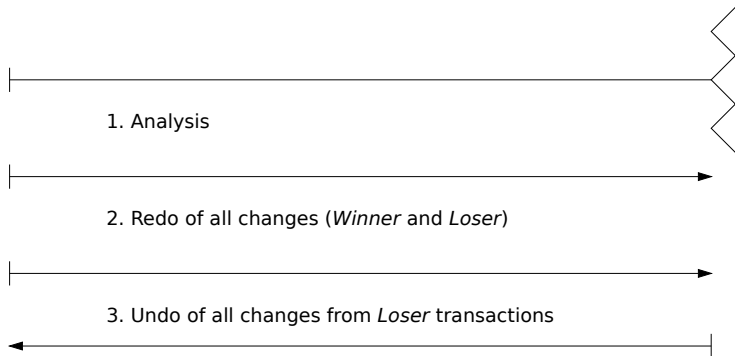 1. Analysis
2. Redo of all changes (Winner and Loser)
3. Undo of all changes from Loser transactions